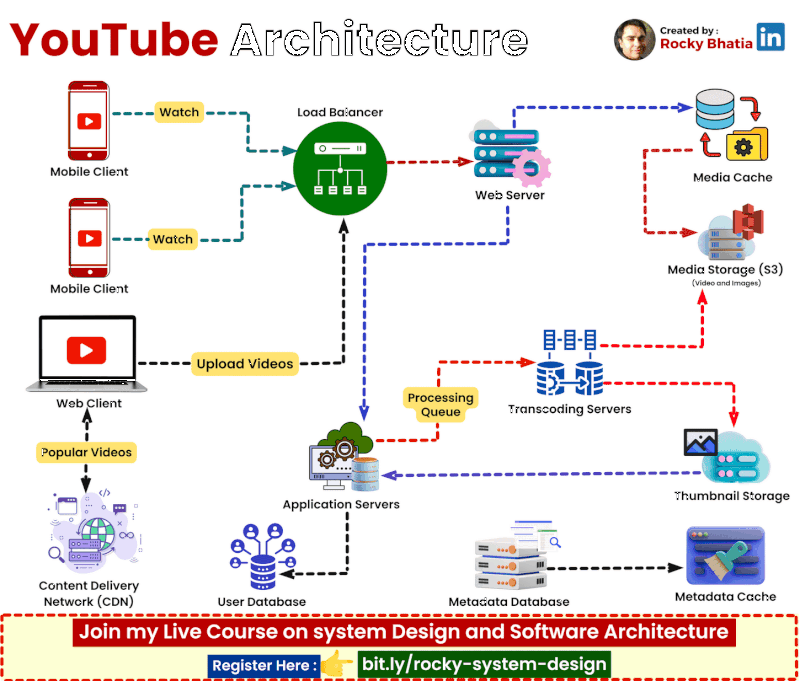 YouTube Architecture
Created by :
Rocky Bhatia
in
Load Balancer
Watch
Mobile Client
Web Server
Media Cache
Watch
Mobile Client
Media Storage (S3)
(Video and Images)
Upload Videos
Web Client
Processing
Queue
Transcoding Servers
Popular Videos
Application Servers
Thumbnail Storage
Content Delivery
Network (CDN)
User Database
Metadata Database
Metadata Cache
Join my Live Course on system Design and Software Architecture
Register Here : bit.ly/rocky-system-design